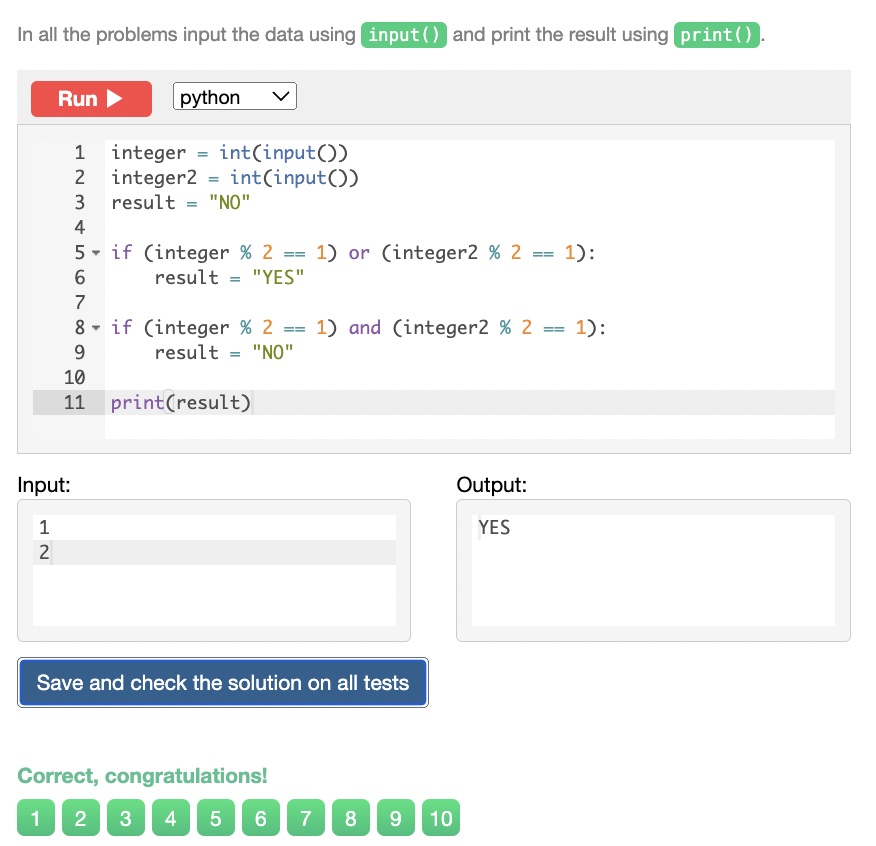 In all the problems input the data using input() and print the result using print().
Run ▶ python
1 integer = int(input())
2 integer2 = int(input())
3 result = "NO"
4
5 if (integer % 2 == 1) or (integer2 % 2 == 1):
6     result = "YES"
7
8 if (integer % 2 == 1) and (integer2 % 2 == 1):
9     result = "NO"
10
11 print(result)
Input: Output:
1 YES
2
Save and check the solution on all tests
Correct, congratulations!
1 2 3 4 5 6 7 8 9 10